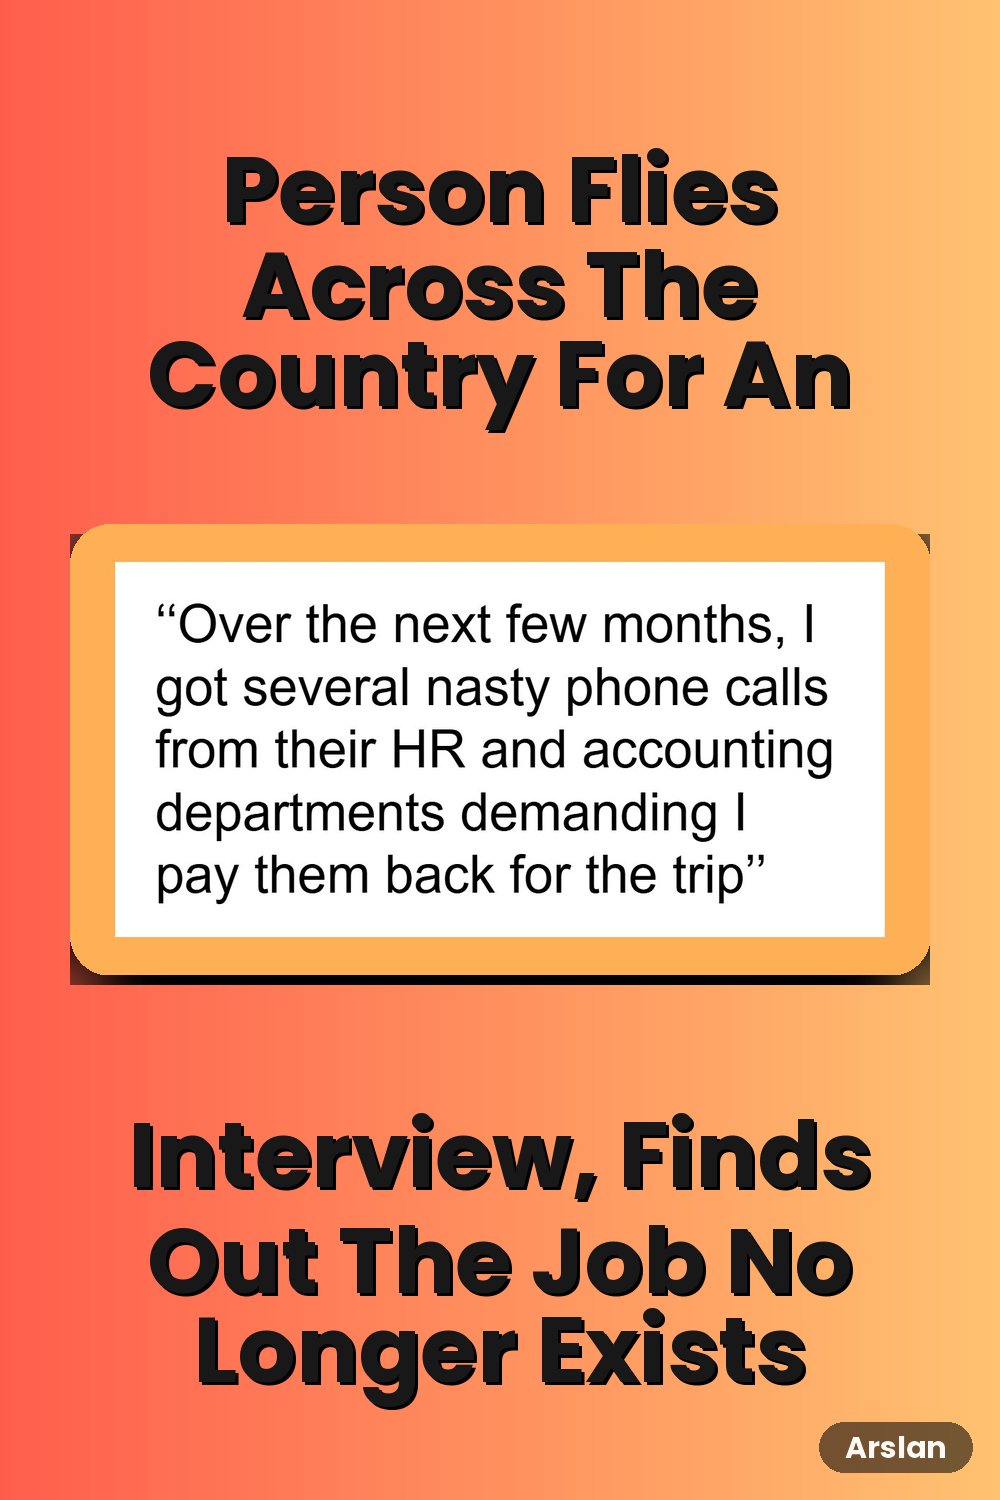 Person Flies
Across The
Country For An
‘‘Over the next few months, I
got several nasty phone calls
from their HR and accounting
departments demanding I
pay them back for the trip’’
Interview, Finds
Out The Job No
Longer Exists
Arslan